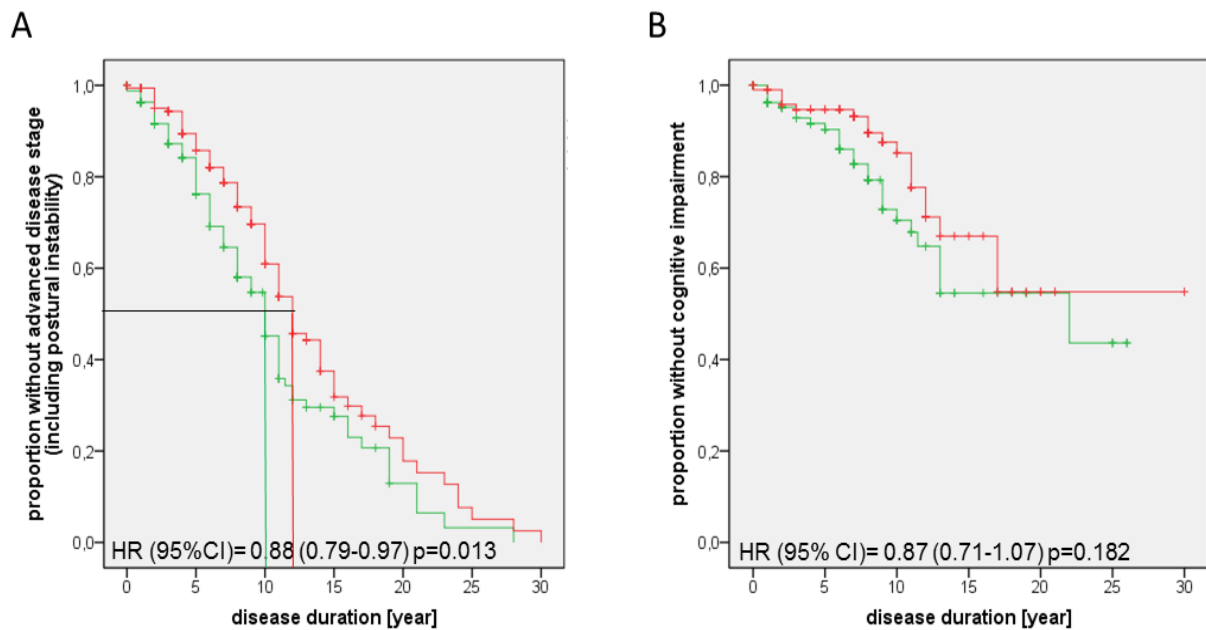 A
proportion without advanced disease stage
(including postural instability)
1,0
0,8
0,6
0,4
0,2
0,0
HR (95%CI)= 0.88 (0.79-0.97) p=0.013
0 5 10 15 20 25 30
disease duration [year]
B
proportion without cognitive impairment
1,0
0,8
0,6
0,4
0,2
0,0
HR (95% CI)= 0.87 (0.71-1.07) p=0.182
0 5 10 15 20 25 30
disease duration [year]